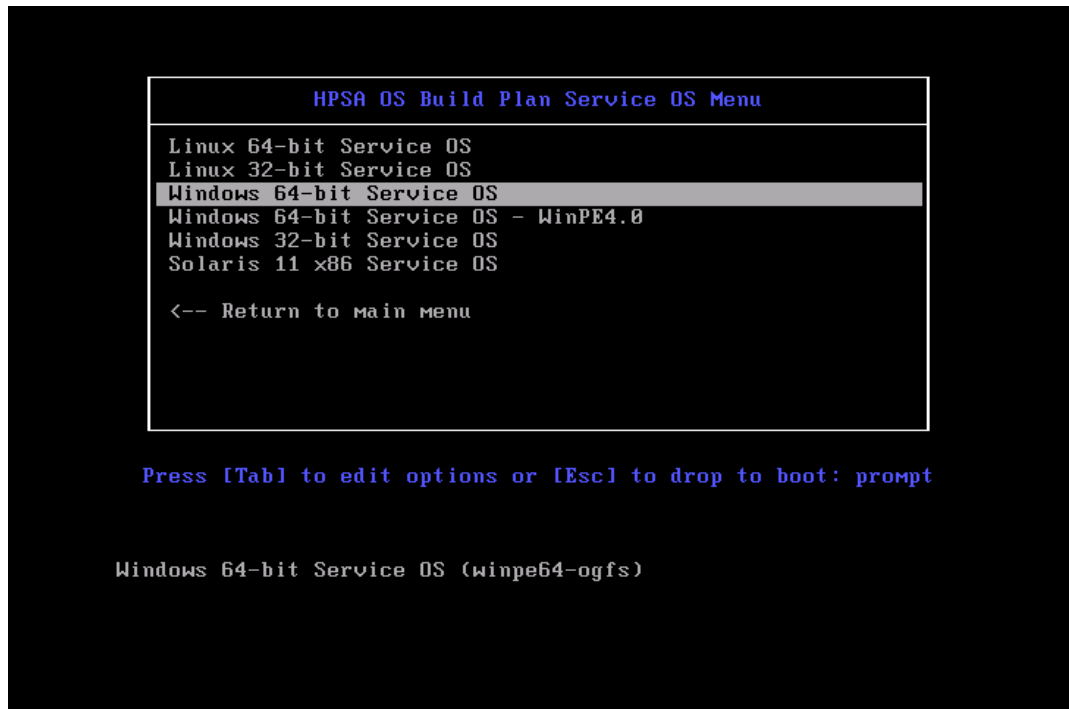 HPSA OS Build Plan Service OS Menu
Linux 64-bit Service OS
Linux 32-bit Service OS
Windows 64-bit Service OS
Windows 64-bit Service OS - WinPE4.0
Windows 32-bit Service OS
Solaris 11 x86 Service OS
<-- Return to main menu
Press [Tab] to edit options or [Esc] to drop to boot: prompt
Windows 64-bit Service OS (winpe64-ogfs)